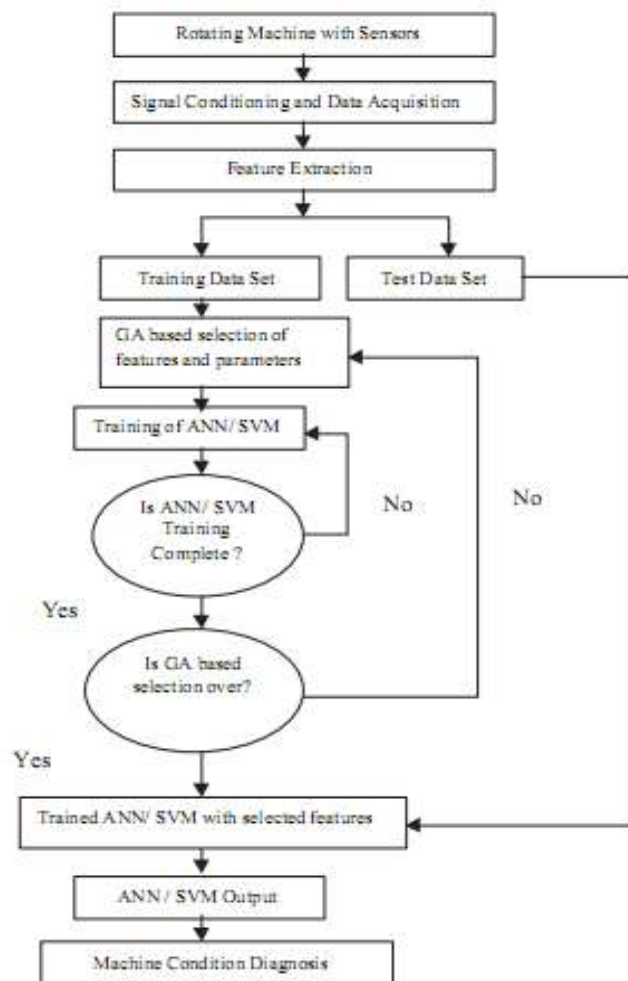 Rotating Machine with Sensors
Signal Conditioning and Data Acquisition
Feature Extraction
Training Data Set
Test Data Set
GA based selection of
features and parameters
Training of ANN/ SVM
Is ANN/ SVM
Training
Complete ?
No
No
Yes
Is GA based
selection over?
Yes
Trained ANN/ SVM with selected features
ANN / SVM Output
Machine Condition Diagnosis